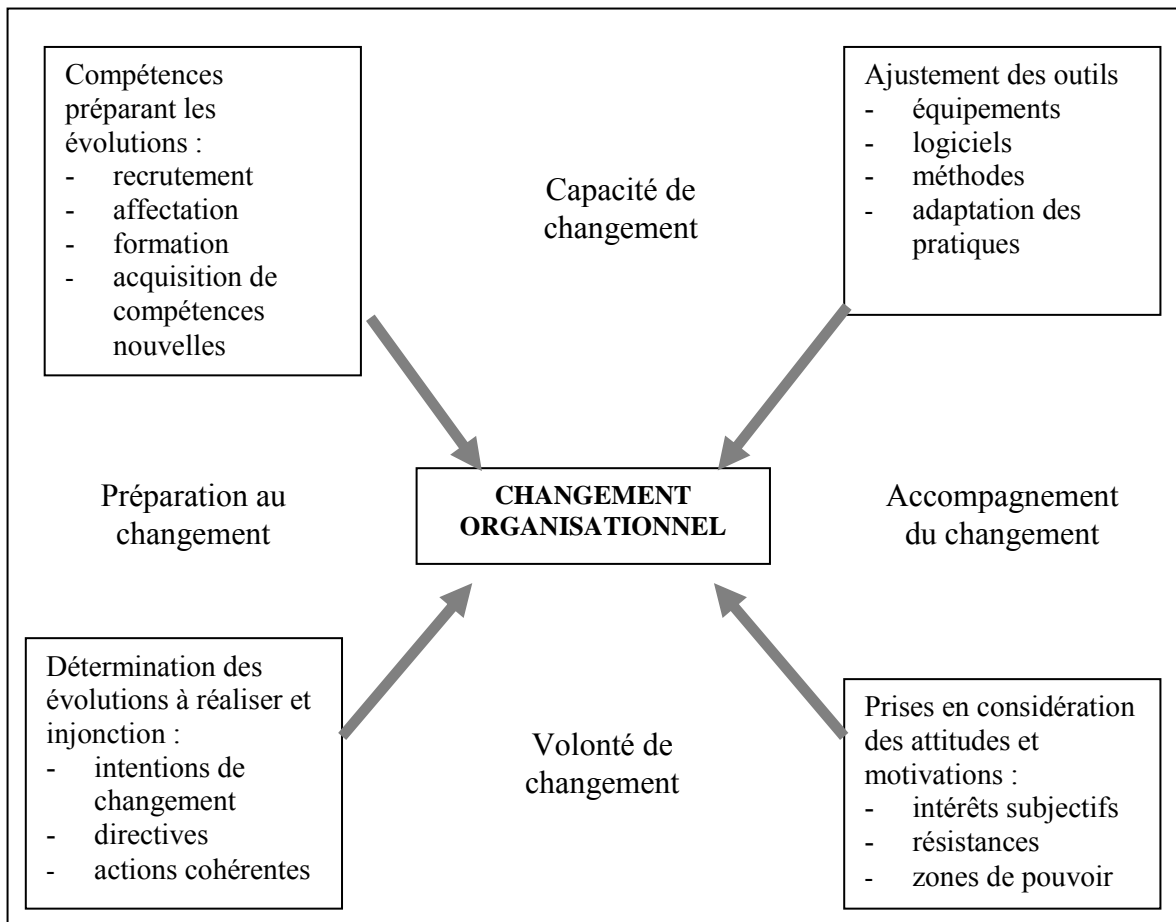 Compétences
préparant les
évolutions :
- recrutement
- affectation
- formation
- acquisition de
compétences
nouvelles
Capacité de
changement
Ajustement des outils
- équipements
- logiciels
- méthodes
- adaptation des
pratiques
Préparation au
changement
CHANGEMENT
ORGANISATIONNEL
Accompagnement
du changement
Détermination des
évolutions à réaliser et
injonction :
- intentions de
changement
- directives
- actions cohérentes
Volonté de
changement
Prises en considération
des attitudes et
motivations :
- intérêts subjectifs
- résistances
- zones de pouvoir